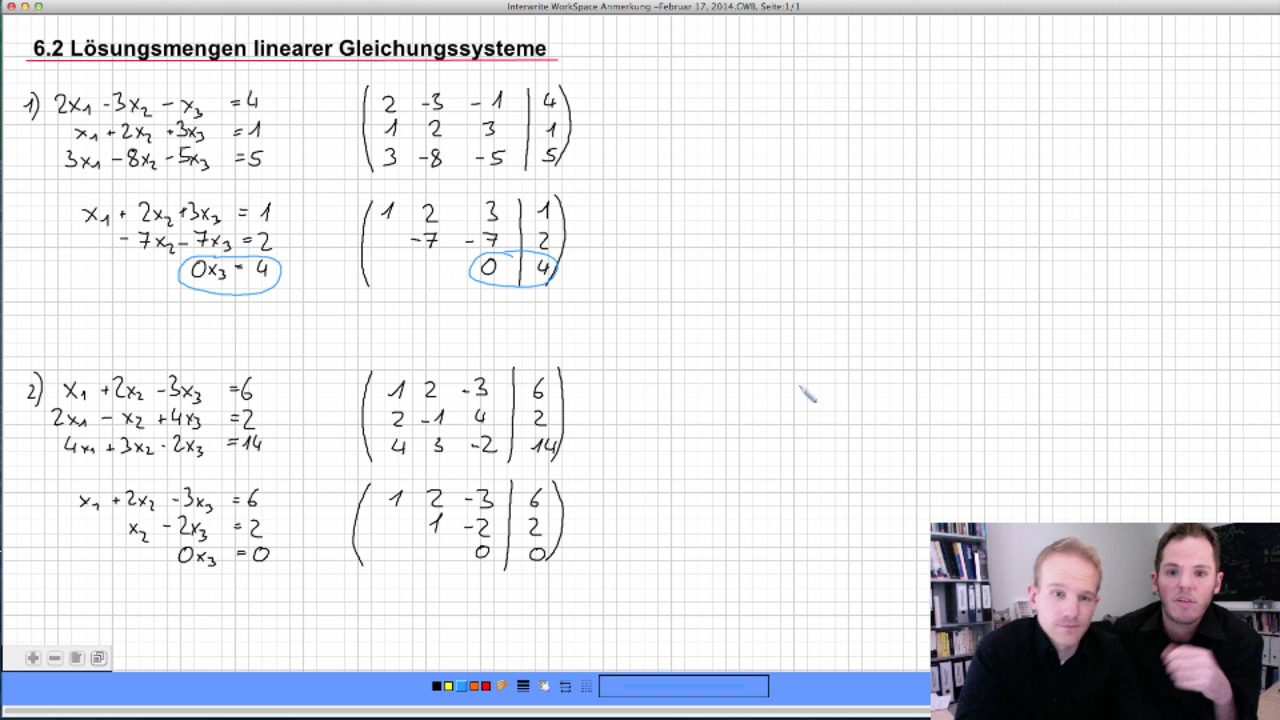 Interwrite WorkSpace Anmerkung –Februar 17, 2014.GWB, Seite:1/1
6.2 Lösungsmengen linearer Gleichungssysteme
1) 2x₁ -3x₂ - x₃ = 4
x₁ + 2x₂ + 3x₃ = 1
3x₁ - 8x₂ - 5x₃ = 5
2 -3 -1 | 4
1 2 3 | 1
3 -8 -5 | 5
x₁ + 2x₂ + 3x₃ = 1
- 7x₂ - 7x₃ = 2
0x₃ = 4
1 2 3 | 1
-7 -7 | 2
0 | 4
2) x₁ + 2x₂ - 3x₃ = 6
2x₁ - x₂ + 4x₃ = 2
4x₁ + 3x₂ - 2x₃ = 14
1 2 -3 | 6
2 -1 4 | 2
4 3 -2 | 14
x₁ + 2x₂ - 3x₃ = 6
x₂ - 2x₃ = 2
0x₃ = 0
1 2 -3 | 6
1 -2 | 2
0 | 0